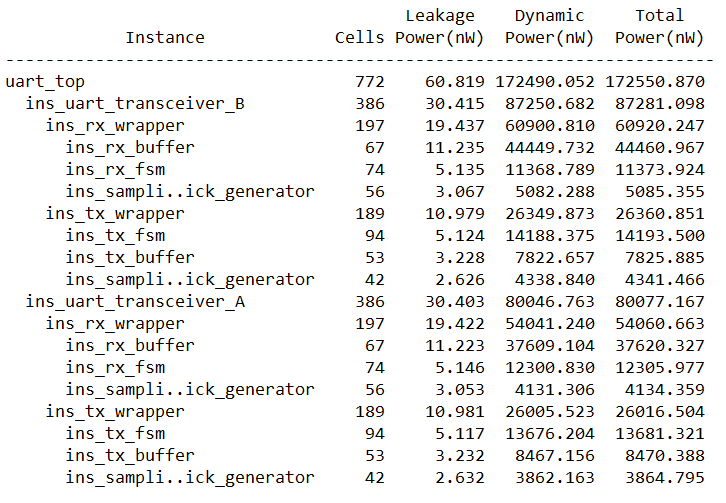 Leakage   Dynamic     Total
            Instance            Cells Power(nW)  Power(nW)  Power(nW)
-----------------------------------------------------------------------
uart_top                          772    60.819 172490.052 172550.870
  ins_uart_transceiver_B          386    30.415  87250.682  87281.098
    ins_rx_wrapper                197    19.437  60900.810  60920.247
      ins_rx_buffer                67    11.235  44449.732  44460.967
      ins_rx_fsm                   74     5.135  11368.789  11373.924
      ins_sampli..ick_generator    56     3.067   5082.288   5085.355
    ins_tx_wrapper                189    10.979  26349.873  26360.851
      ins_tx_fsm                   94     5.124  14188.375  14193.500
      ins_tx_buffer                53     3.228   7822.657   7825.885
      ins_sampli..ick_generator    42     2.626   4338.840   4341.466
  ins_uart_transceiver_A          386    30.403  80046.763  80077.167
    ins_rx_wrapper                197    19.422  54041.240  54060.663
      ins_rx_buffer                67    11.223  37609.104  37620.327
      ins_rx_fsm                   74     5.146  12300.830  12305.977
      ins_sampli..ick_generator    56     3.053   4131.306   4134.359
    ins_tx_wrapper                189    10.981  26005.523  26016.504
      ins_tx_fsm                   94     5.117  13676.204  13681.321
      ins_tx_buffer                53     3.232   8467.156   8470.388
      ins_sampli..ick_generator    42     2.632   3862.163   3864.795